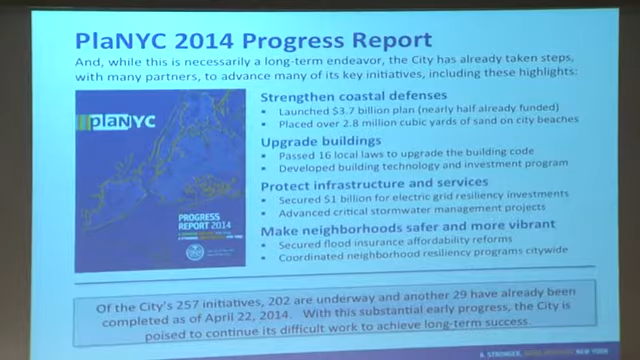 PlaNYC 2014 Progress Report
And, while this is necessarily a long-term endeavor, the City has already taken steps,
with many partners, to advance many of its key initiatives, including these highlights:
plaNYC
PROGRESS
REPORT 2014
Strengthen coastal defenses
▪ Launched $3.7 billion plan (nearly half already funded)
▪ Placed over 2.8 million cubic yards of sand on city beaches
Upgrade buildings
▪ Passed 16 local laws to upgrade the building code
▪ Developed building technology and investment program
Protect infrastructure and services
▪ Secured $1 billion for electric grid resiliency investments
▪ Advanced critical stormwater management projects
Make neighborhoods safer and more vibrant
▪ Secured flood insurance affordability reforms
▪ Coordinated neighborhood resiliency programs citywide
Of the City's 257 initiatives, 202 are underway and another 29 have already been
completed as of April 22, 2014. With this substantial early progress, the City is
poised to continue its difficult work to achieve long-term success.
A STRONGER, NEW YORK